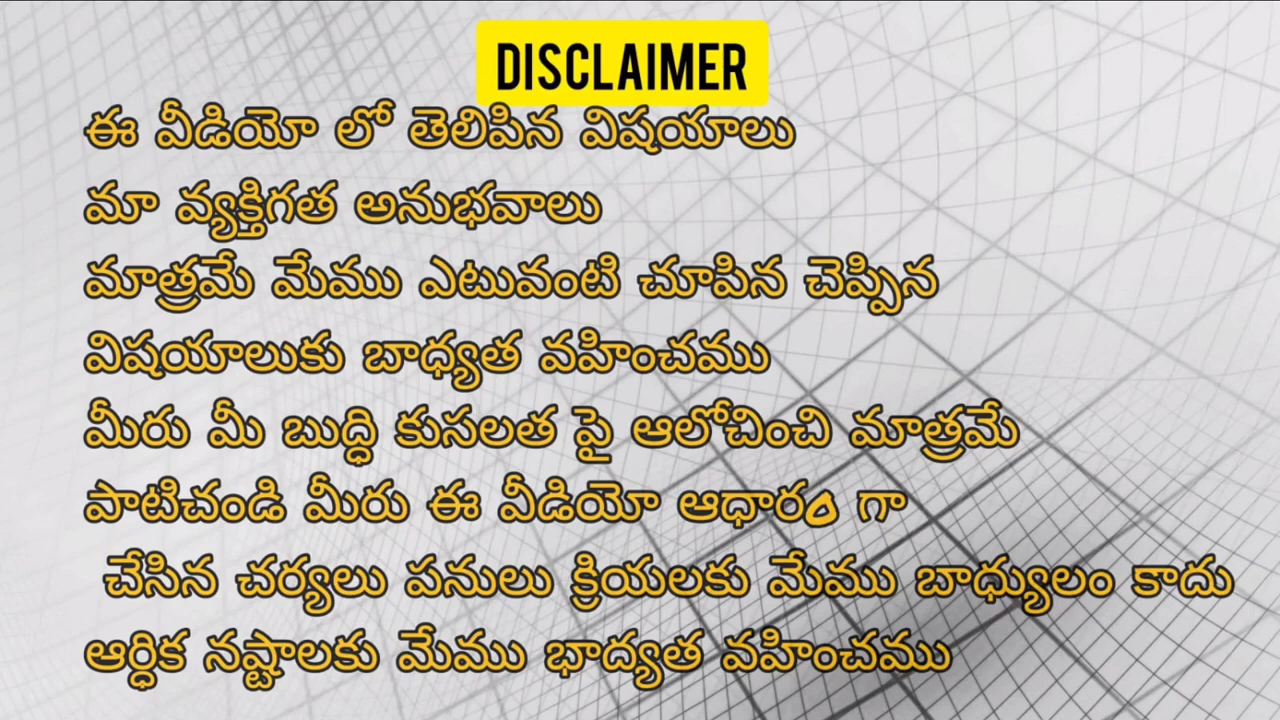 DISCLAIMER
ఈ వీడియో లో తెలిపిన విషయాలు
మా వ్యక్తిగత అనుభవాలు
మాత్రమే మేము ఎటువంటి చూపిన చెప్పిన
విషయాలుకు బాధ్యత వహించము
మీరు మీ బుద్ధి కుసలత పై ఆలోచించి మాత్రమే
పాటిచండి మీరు ఈ వీడియో ఆధారం గా
చేసిన చర్యలు పనులు క్రియలకు మేము బాధ్యులం కాదు
ఆర్ధిక నష్టాలకు మేము భాద్యత వహించము